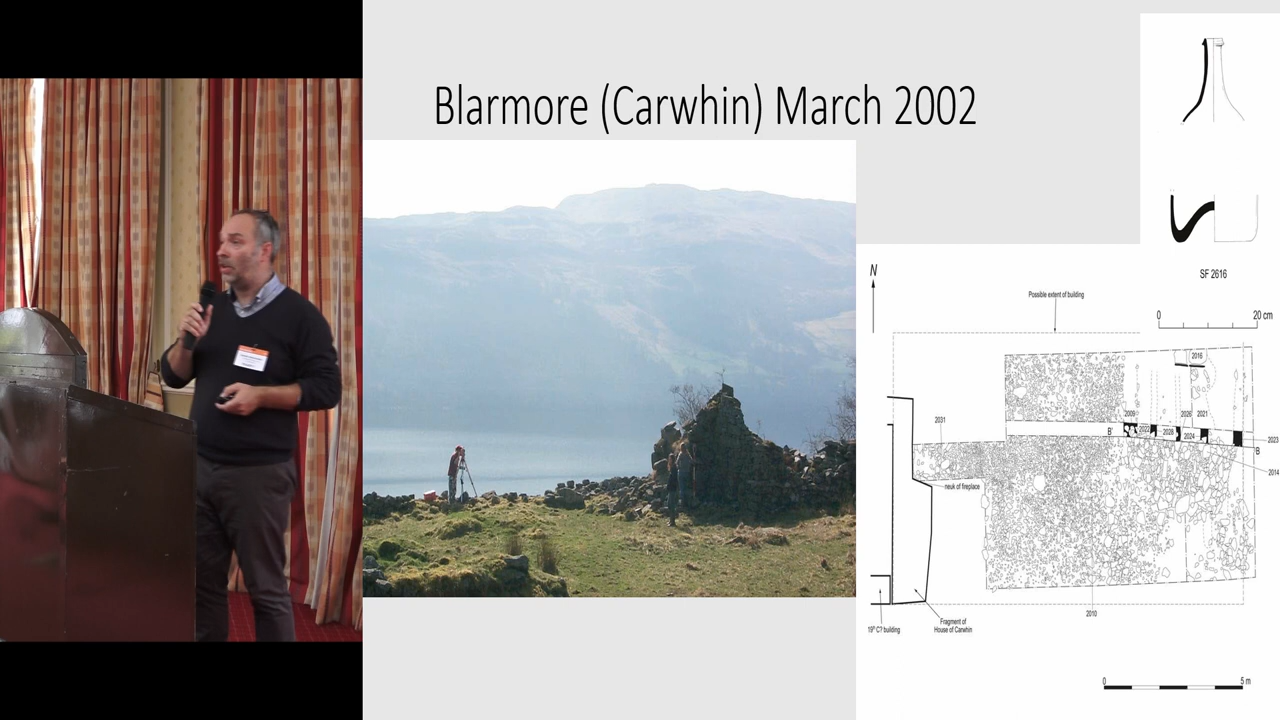 Blarmore (Carwhin) March 2002
SF 2616
0 20 cm
N
Possible extent of building
2016
2031
2009
2026
2021
B'
2022
2028
2024
2023
B
2014
neuk of fireplace
2010
19th C? building
Fragment of
House of Carwhin
0 5 m